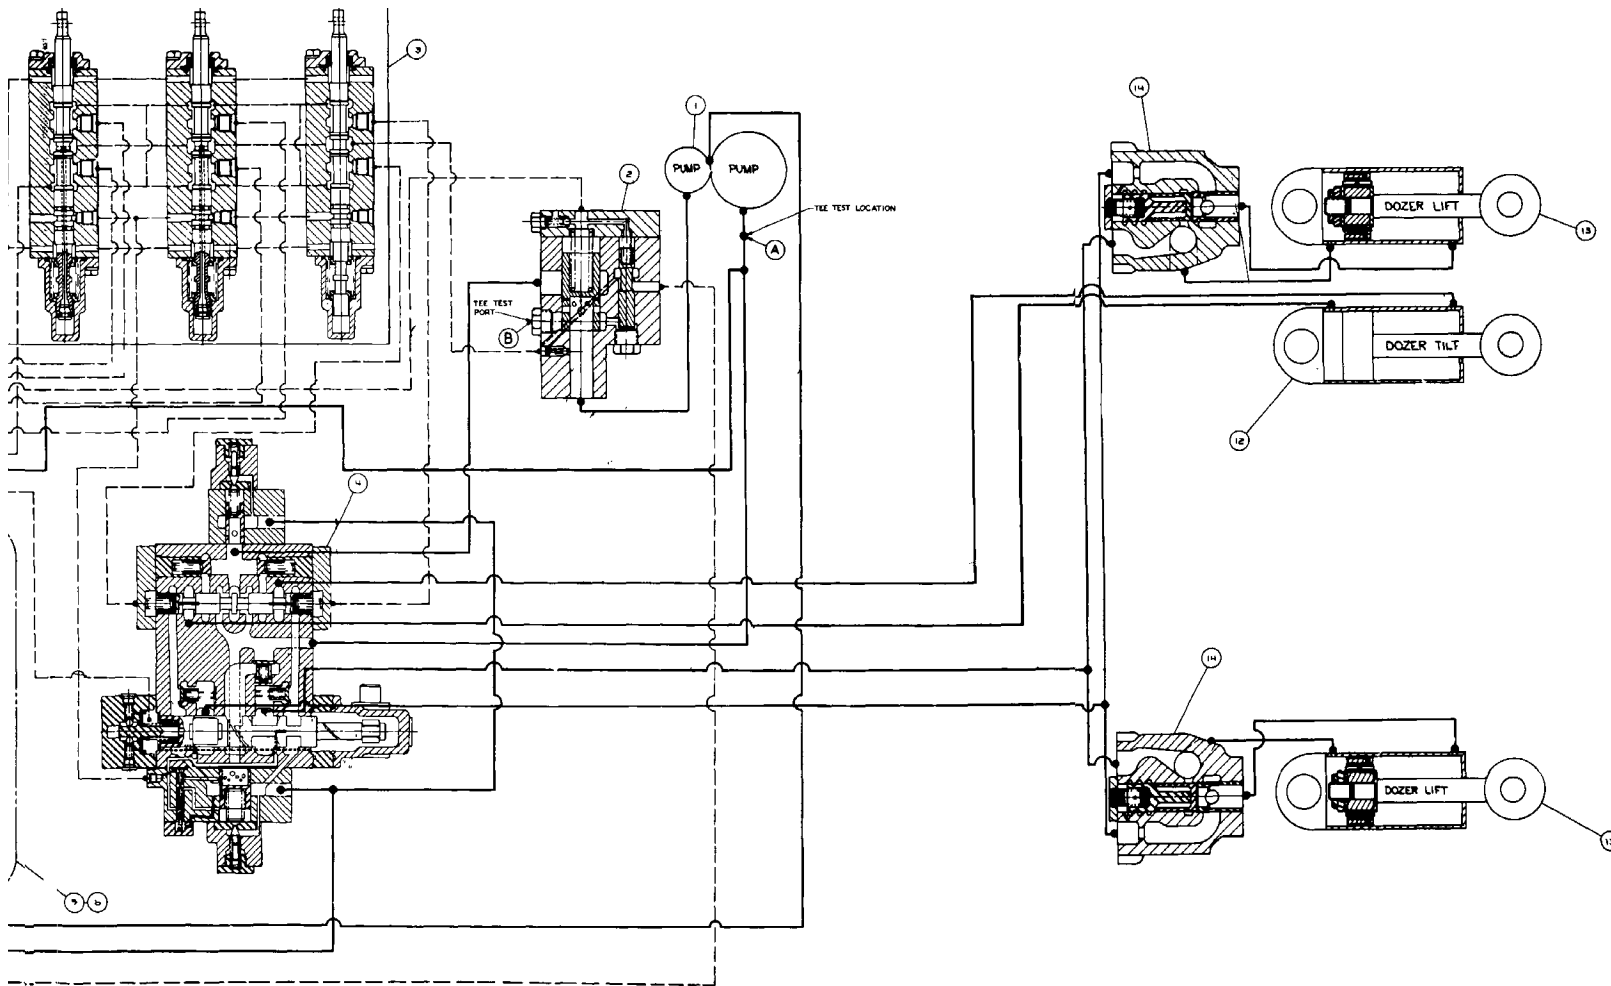 3
14
1
PUMP
PUMP
2
TEE TEST LOCATION
A
DOZER LIFT
13
TEE TEST
PORT
B
DOZER TILT
12
4
14
DOZER LIFT